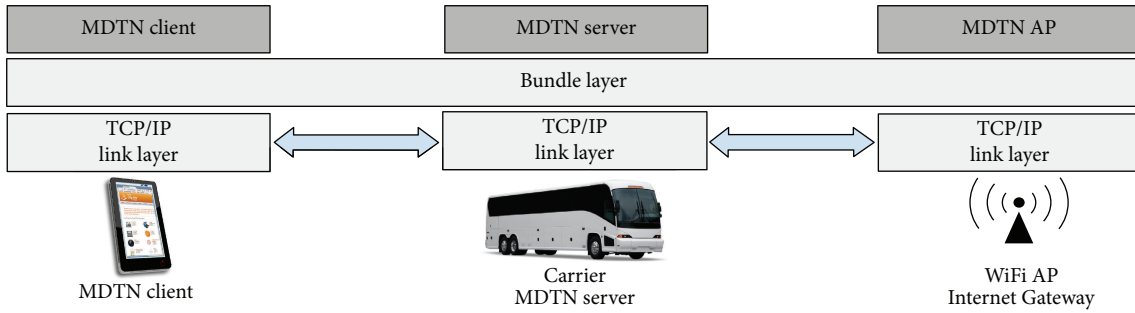 MDTN client
MDTN server
MDTN AP
Bundle layer
TCP/IP
link layer
TCP/IP
link layer
TCP/IP
link layer
MDTN client
Carrier
MDTN server
WiFi AP
Internet Gateway